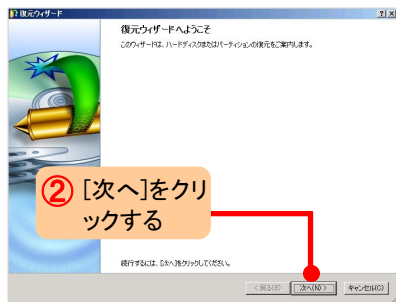 復元ウィザード
復元ウィザードへようこそ
このウィザードは、ハードディスクまたはパーティションの復元をご案内します。
② [次へ]をクリ
ックする
続行するには、[次へ]をクリックしてください。
< 戻る(B) 次へ(N) > キャンセル(C)